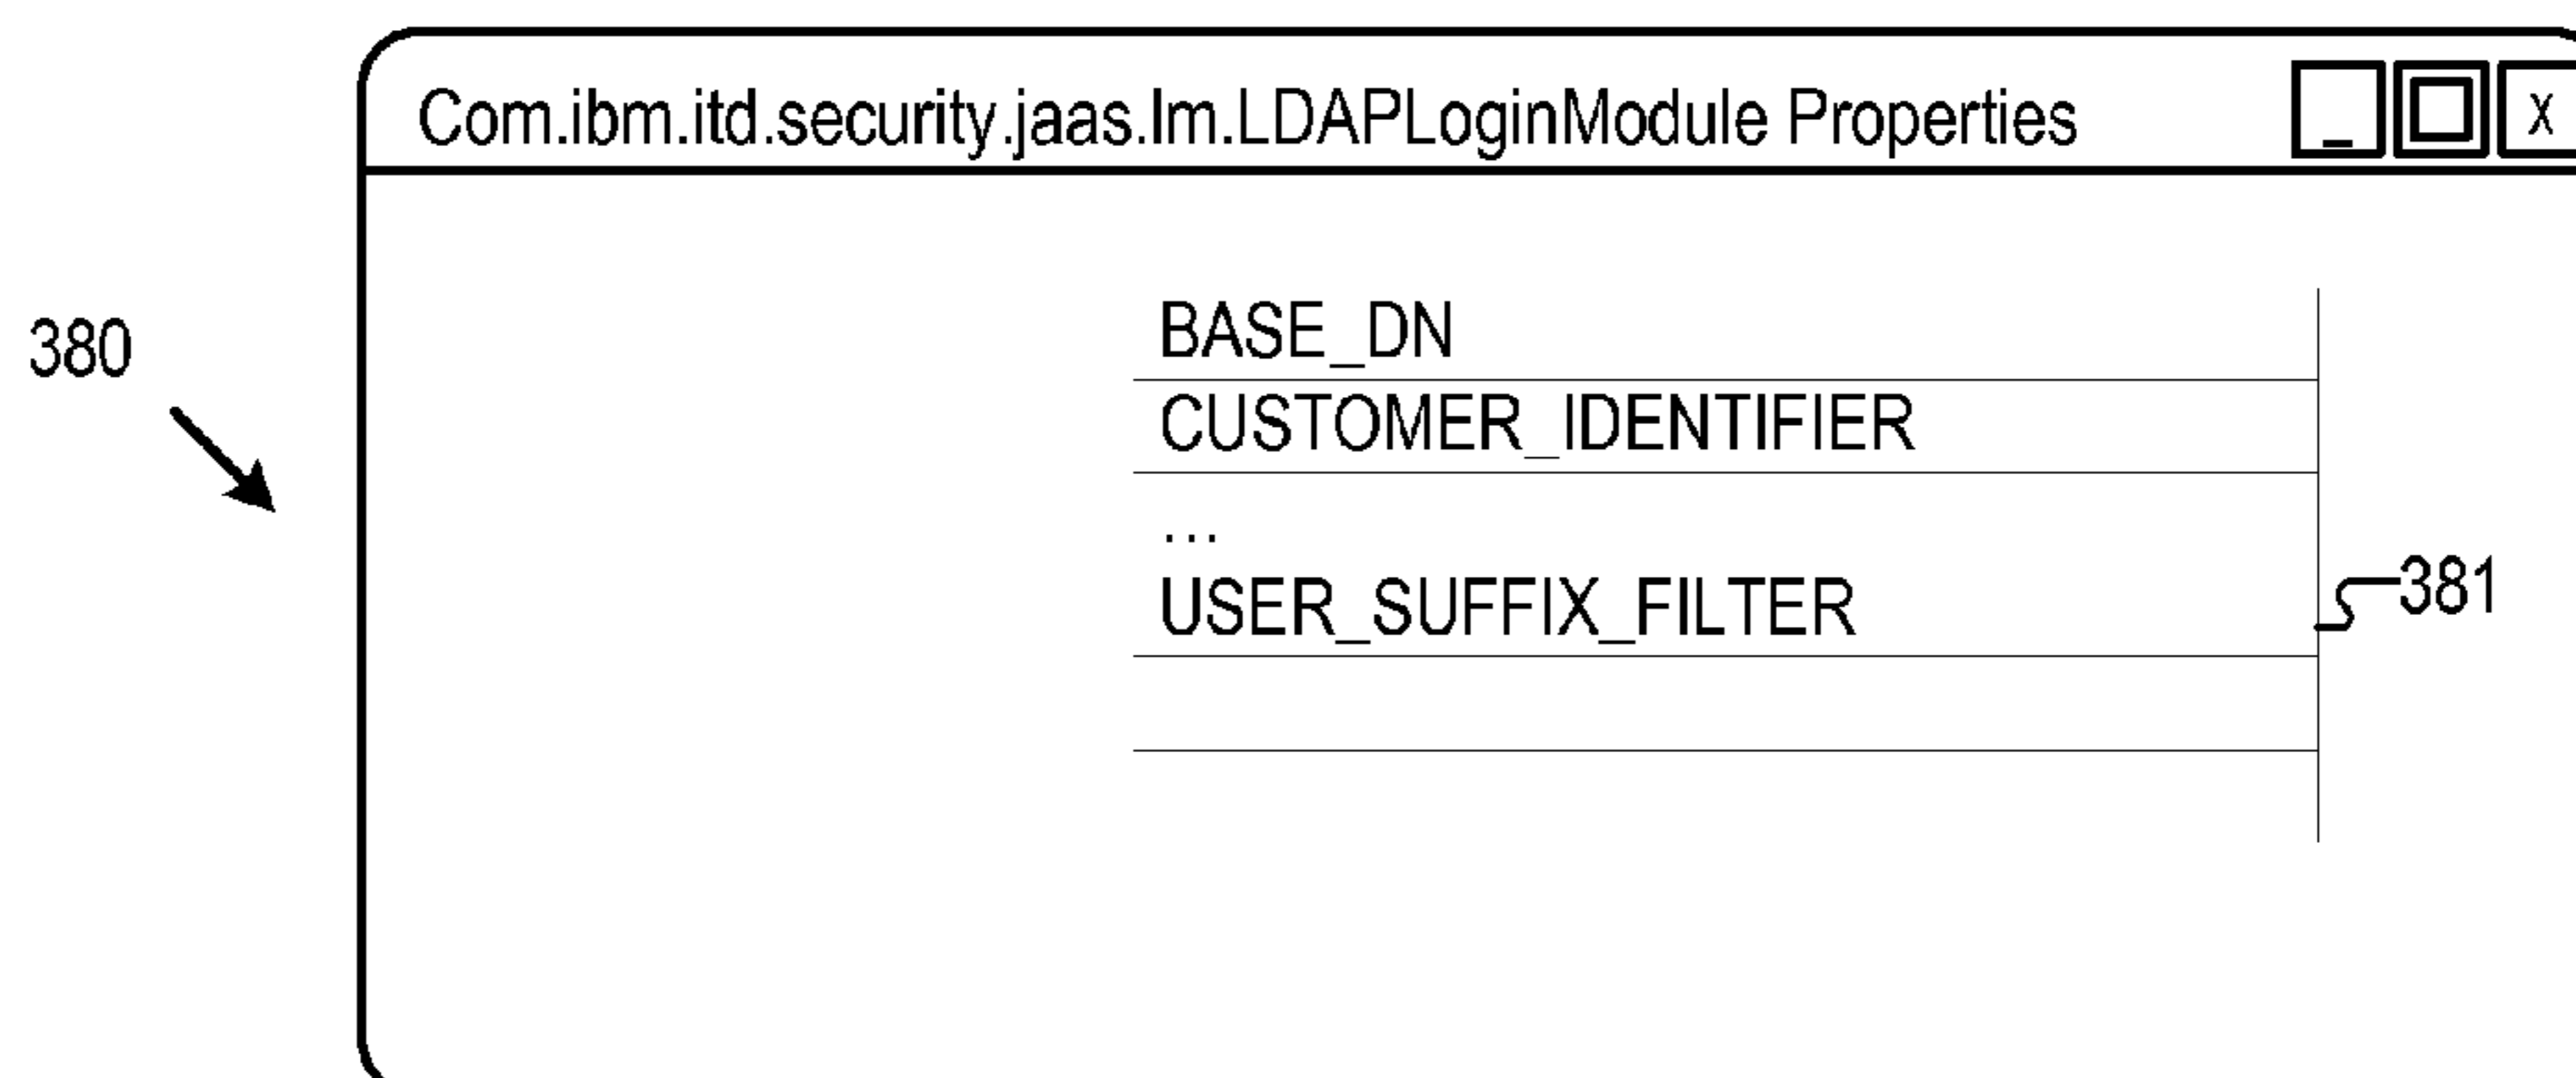 Com.ibm.itd.security.jaas.lm.LDAPLoginModule Properties
_ X
380
BASE_DN
CUSTOMER_IDENTIFIER
...
USER_SUFFIX_FILTER
381